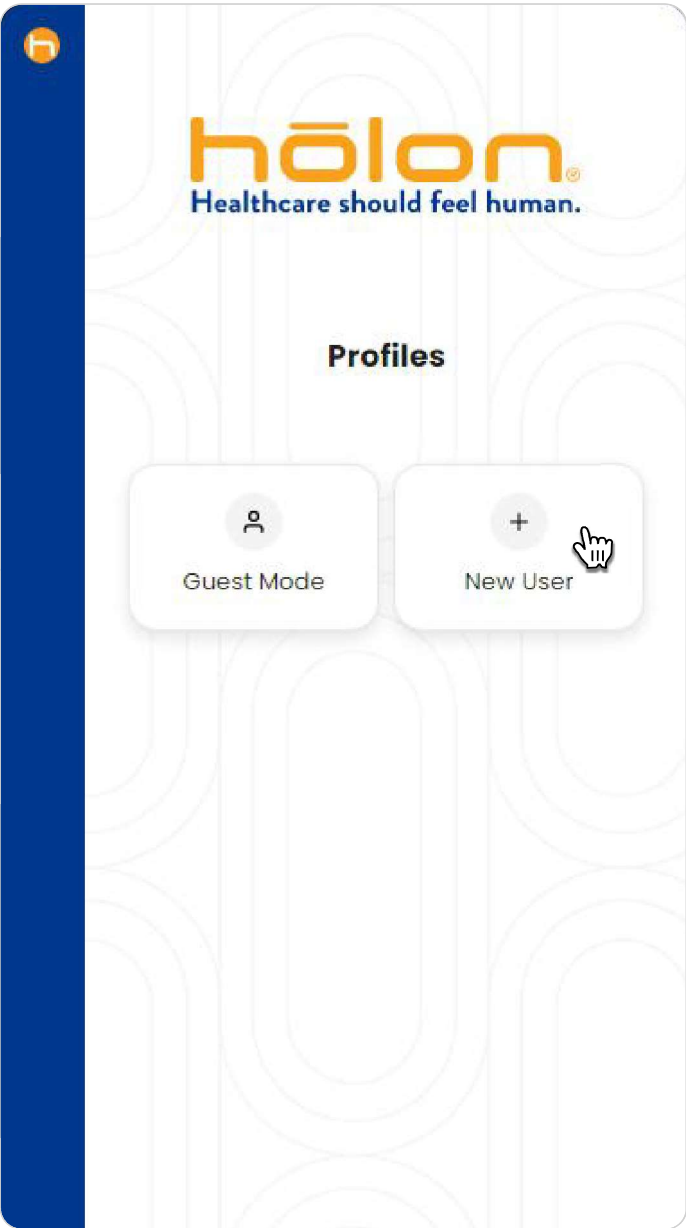 hōlon®
Healthcare should feel human.
Profiles
Guest Mode
New User